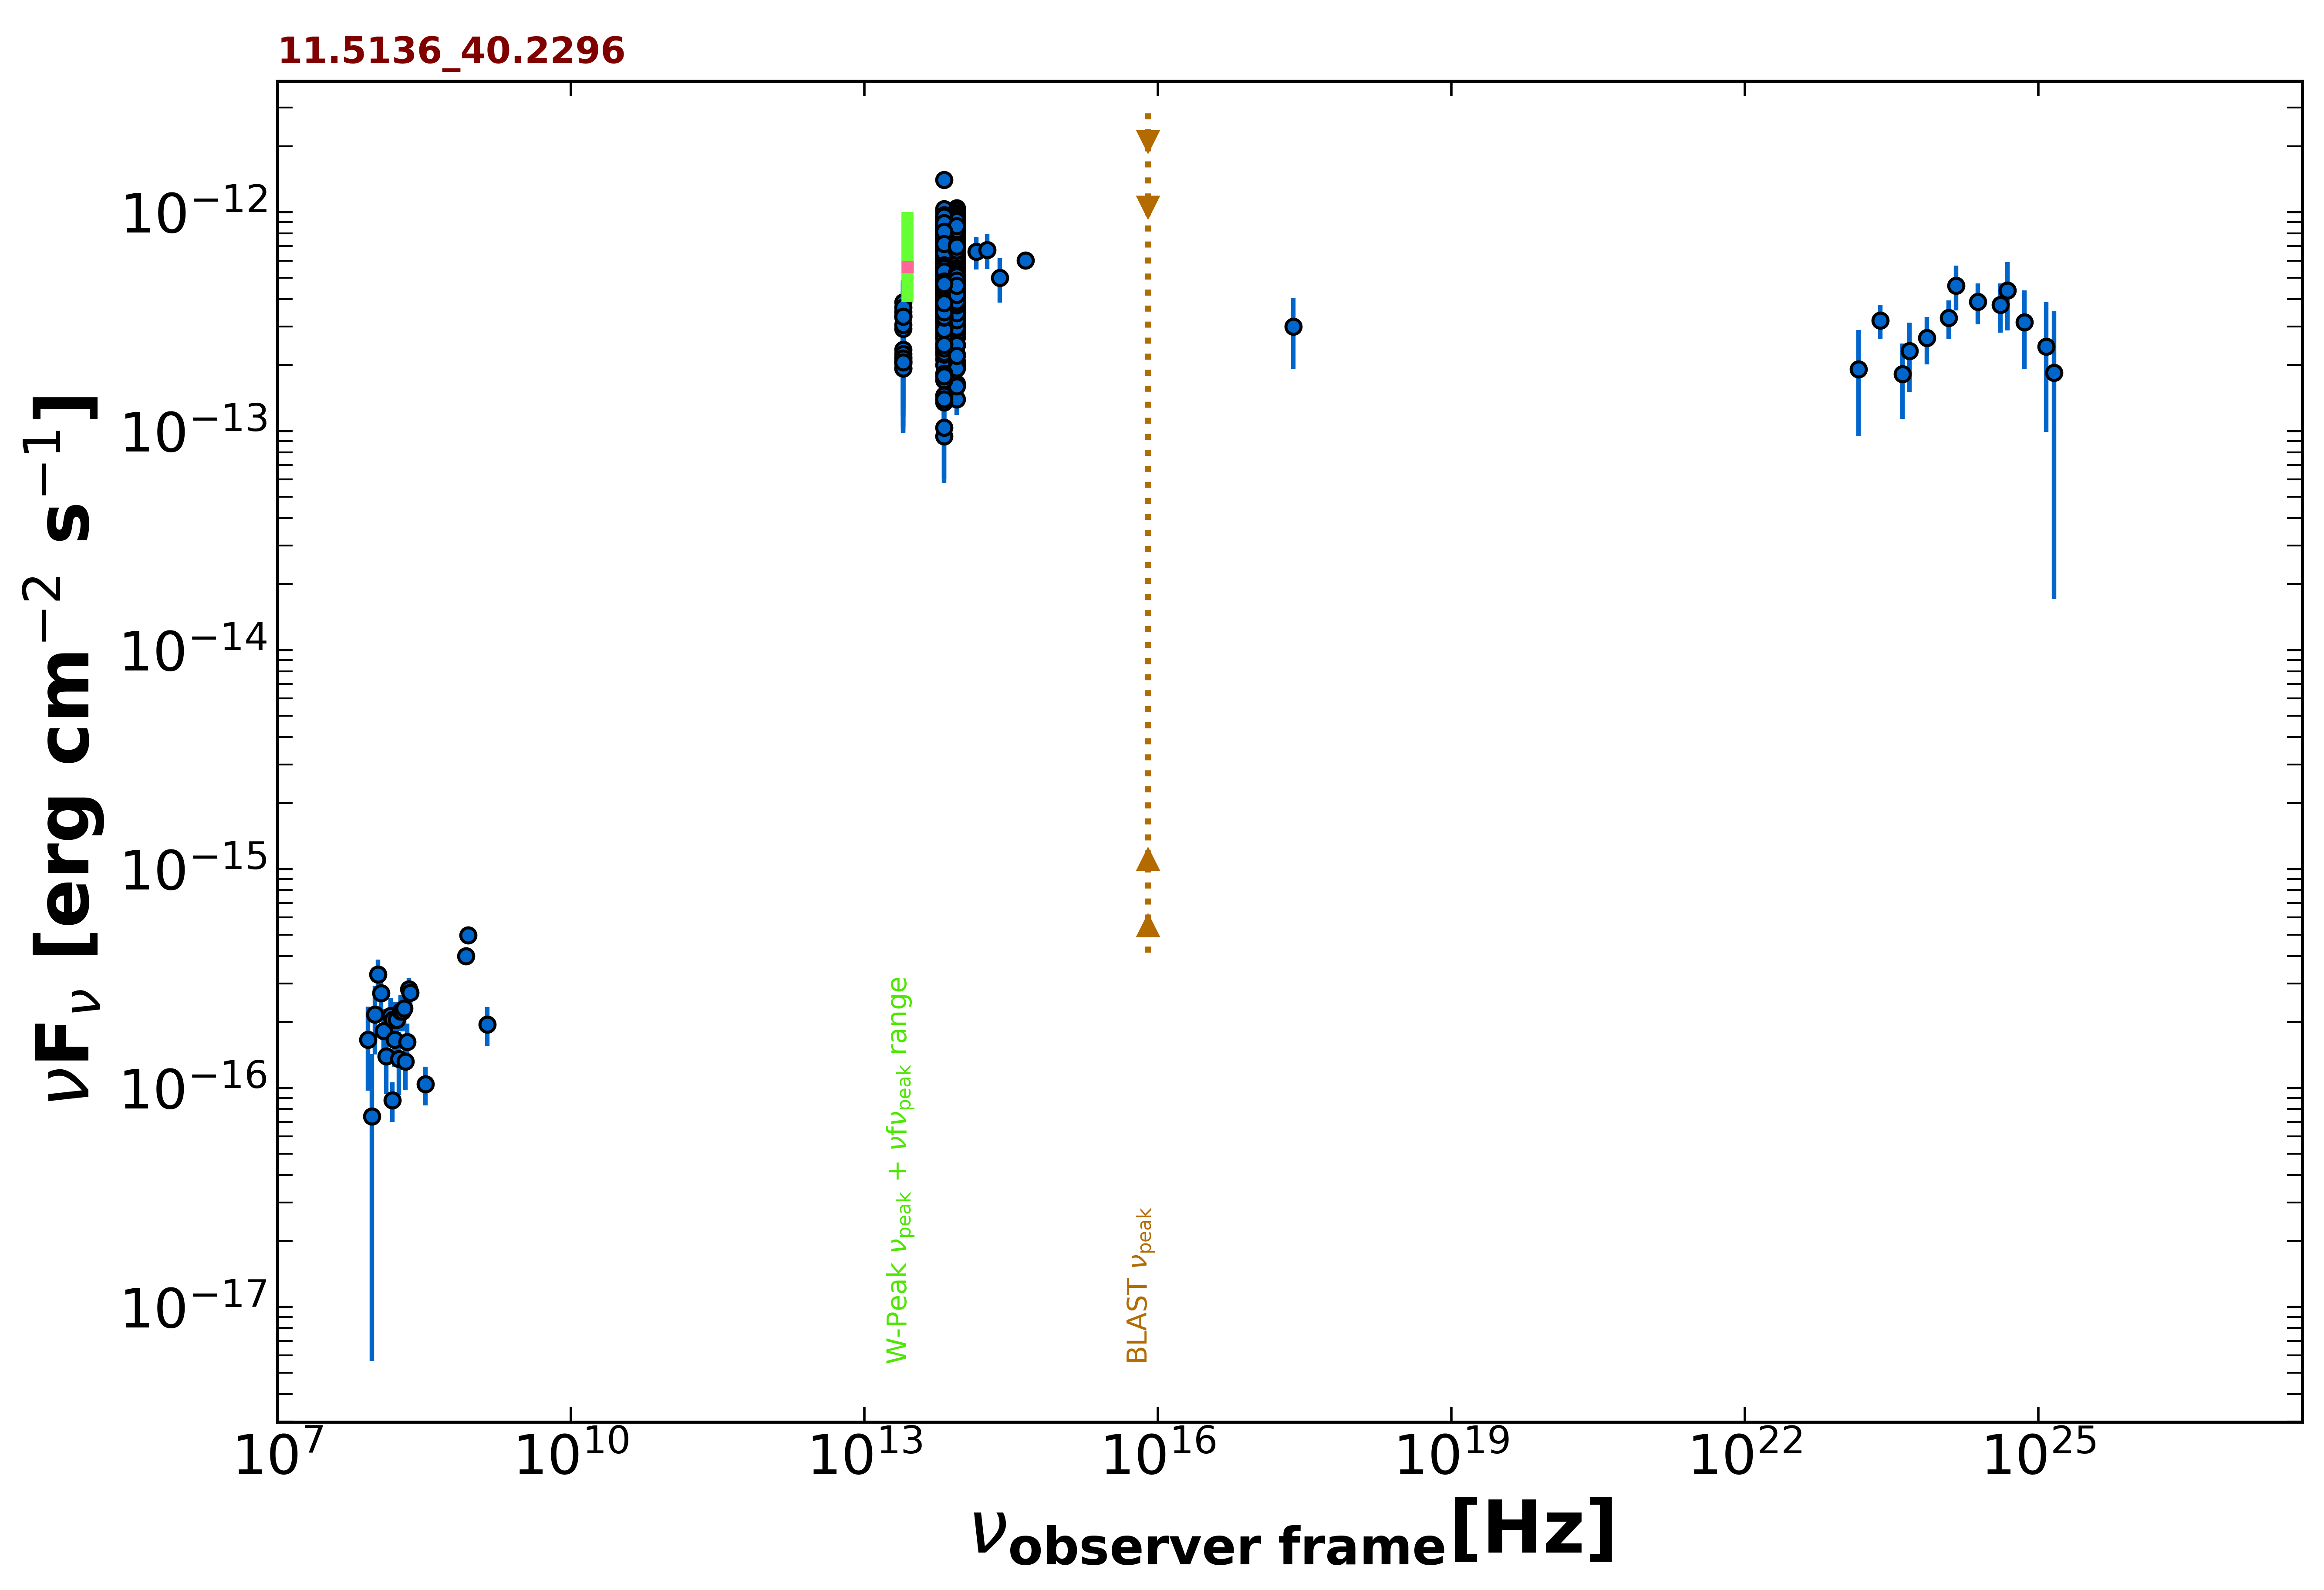 11.5136_40.2296
νFν [erg cm−2 s−1]
10−12
10−13
10−14
10−15
10−16
10−17
W-Peak νpeak + νfνpeak range
BLAST νpeak
107 1010 1013 1016 1019 1022 1025
νobserver frame[Hz]